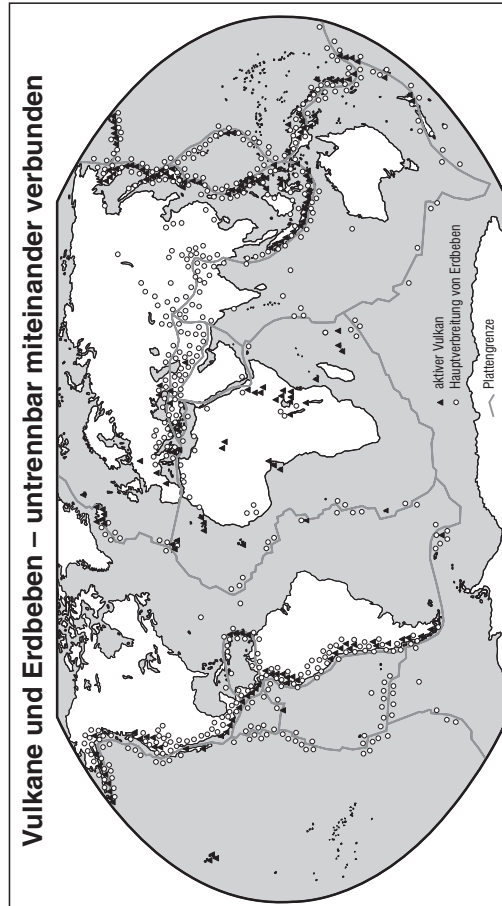 Vulkane und Erdbeben – untrennbar miteinander verbunden
aktiver Vulkan
Hauptverbreitung von Erdbeben
Plattengrenze